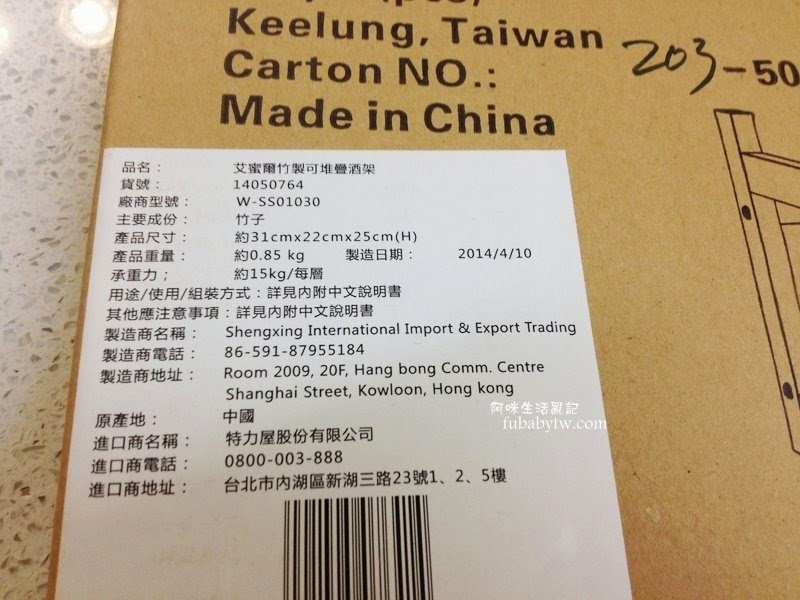 Keelung, Taiwan
Carton NO.:
203-50
Made in China
品名: 艾蜜爾竹製可堆疊酒架
貨號: 14050764
廠商型號: W-SS01030
主要成份: 竹子
產品尺寸: 約31cmx22cmx25cm(H)
產品重量: 約0.85 kg 製造日期: 2014/4/10
承重力; 約15kg/每層
用途/使用/組裝方式:詳見內附中文說明書
其他應注意事項:詳見內附中文說明書
製造商名稱: Shengxing International Import & Export Trading
製造商電話: 86-591-87955184
製造商地址: Room 2009, 20F, Hang bong Comm. Centre
Shanghai Street, Kowloon, Hong kong
原產地: 中國
進口商名稱: 特力屋股份有限公司
進口商電話: 0800-003-888
進口商地址: 台北市內湖區新湖三路23號1、2、5樓
阿咪生活亂記
fubabytw.com